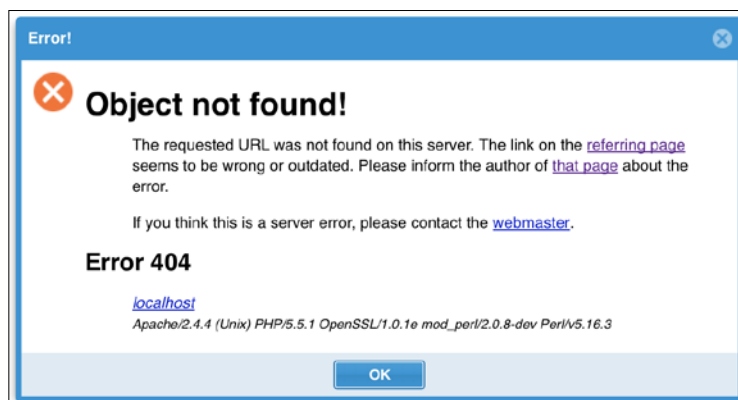 Error!
Object not found!
The requested URL was not found on this server. The link on the referring page
seems to be wrong or outdated. Please inform the author of that page about the
error.
If you think this is a server error, please contact the webmaster.
Error 404
localhost
Apache/2.4.4 (Unix) PHP/5.5.1 OpenSSL/1.0.1e mod_perl/2.0.8-dev Perl/v5.16.3
OK